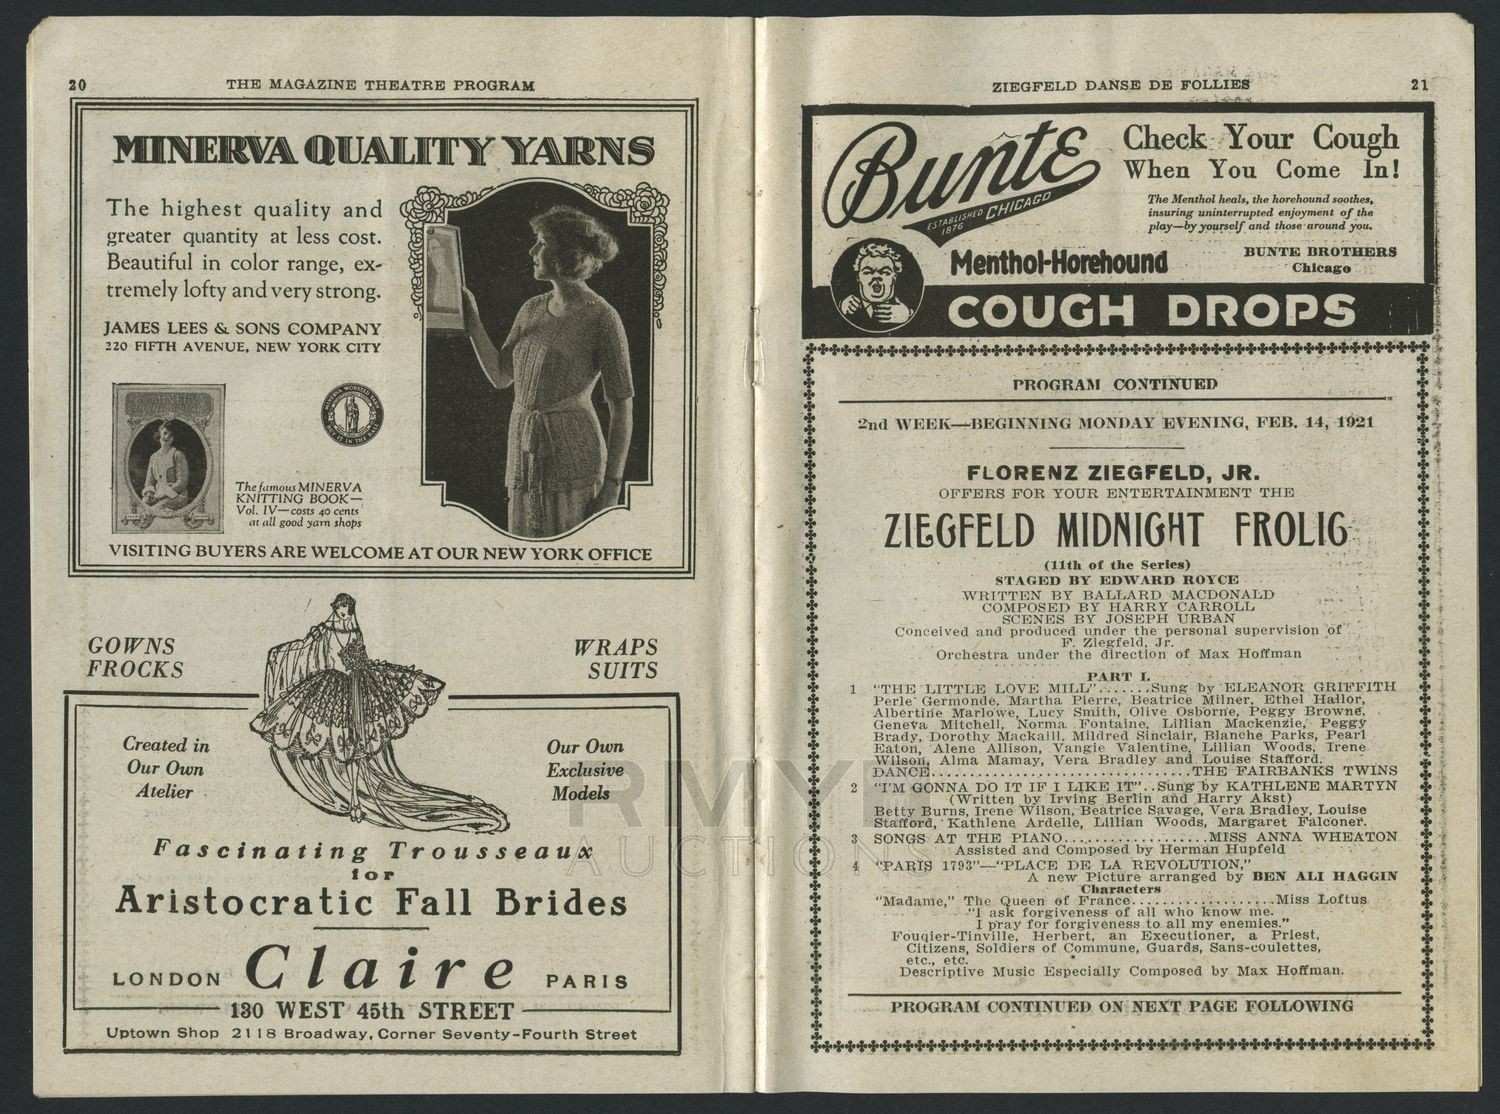 20
THE MAGAZINE THEATRE PROGRAM
MINERVA QUALITY YARNS
The highest quality and
greater quantity at less cost.
Beautiful in color range, ex-
tremely lofty and very strong.
JAMES LEES & SONS COMPANY
220 FIFTH AVENUE, NEW YORK CITY
MINERVA
The famous MINERVA
KNITTING BOOK—
Vol. IV—costs 40 cents
at all good yarn shops
VISITING BUYERS ARE WELCOME AT OUR NEW YORK OFFICE
GOWNS
FROCKS
WRAPS
SUITS
Created in
Our Own
Atelier
Our Own
Exclusive
Models
Fascinating Trousseaux
for
Aristocratic Fall Brides
LONDON Claire PARIS
130 WEST 45th STREET
Uptown Shop 2118 Broadway, Corner Seventy-Fourth Street
ZIEGFELD DANSE DE FOLLIES
21
Bunte
ESTABLISHED
1876
CHICAGO
Check Your Cough
When You Come In!
The Menthol heals, the horehound soothes,
insuring uninterrupted enjoyment of the
play—by yourself and those around you.
BUNTE BROTHERS
Chicago
Menthol-Horehound
COUGH DROPS
PROGRAM CONTINUED
2nd WEEK—BEGINNING MONDAY EVENING, FEB. 14, 1921
FLORENZ ZIEGFELD, JR.
OFFERS FOR YOUR ENTERTAINMENT THE
ZIEGFELD MIDNIGHT FROLIG
(11th of the Series)
STAGED BY EDWARD ROYCE
WRITTEN BY BALLARD MACDONALD
COMPOSED BY HARRY CARROLL
SCENES BY JOSEPH URBAN
Conceived and produced under the personal supervision of
F. Ziegfeld, Jr.
Orchestra under the direction of Max Hoffman
PART I.
1 "THE LITTLE LOVE MILL".......Sung by ELEANOR GRIFFITH
Perle Germonde, Martha Pierre, Beatrice Milner, Ethel Hallor,
Albertine Marlowe, Lucy Smith, Olive Osborne, Peggy Browne,
Geneva Mitchell, Norma Fontaine, Lillian Mackenzie, Peggy
Brady, Dorothy Mackaill, Mildred Sinclair, Blanche Parks, Pearl
Eaton, Alene Allison, Vangie Valentine, Lillian Woods, Irene
Wilson, Alma Mamay, Vera Bradley and Louise Stafford.
DANCE.................................THE FAIRBANKS TWINS
2 "I'M GONNA DO IT IF I LIKE IT"..Sung by KATHLENE MARTYN
(Written by Irving Berlin and Harry Akst)
Betty Burns, Irene Wilson, Beatrice Savage, Vera Bradley, Louise
Stafford, Kathlene Ardelle, Lillian Woods, Margaret Falconer.
3 SONGS AT THE PIANO...................MISS ANNA WHEATON
Assisted and Composed by Herman Hupfeld
4 "PARIS 1793"—"PLACE DE LA REVOLUTION,"
A new Picture arranged by BEN ALI HAGGIN
Characters
"Madame," The Queen of France..................Miss Loftus
"I ask forgiveness of all who know me.
I pray for forgiveness to all my enemies."
Fouqier-Tinville, Herbert, an Executioner, a Priest,
Citizens, Soldiers of Commune, Guards, Sans-coulettes,
etc., etc.
Descriptive Music Especially Composed by Max Hoffman.
PROGRAM CONTINUED ON NEXT PAGE FOLLOWING